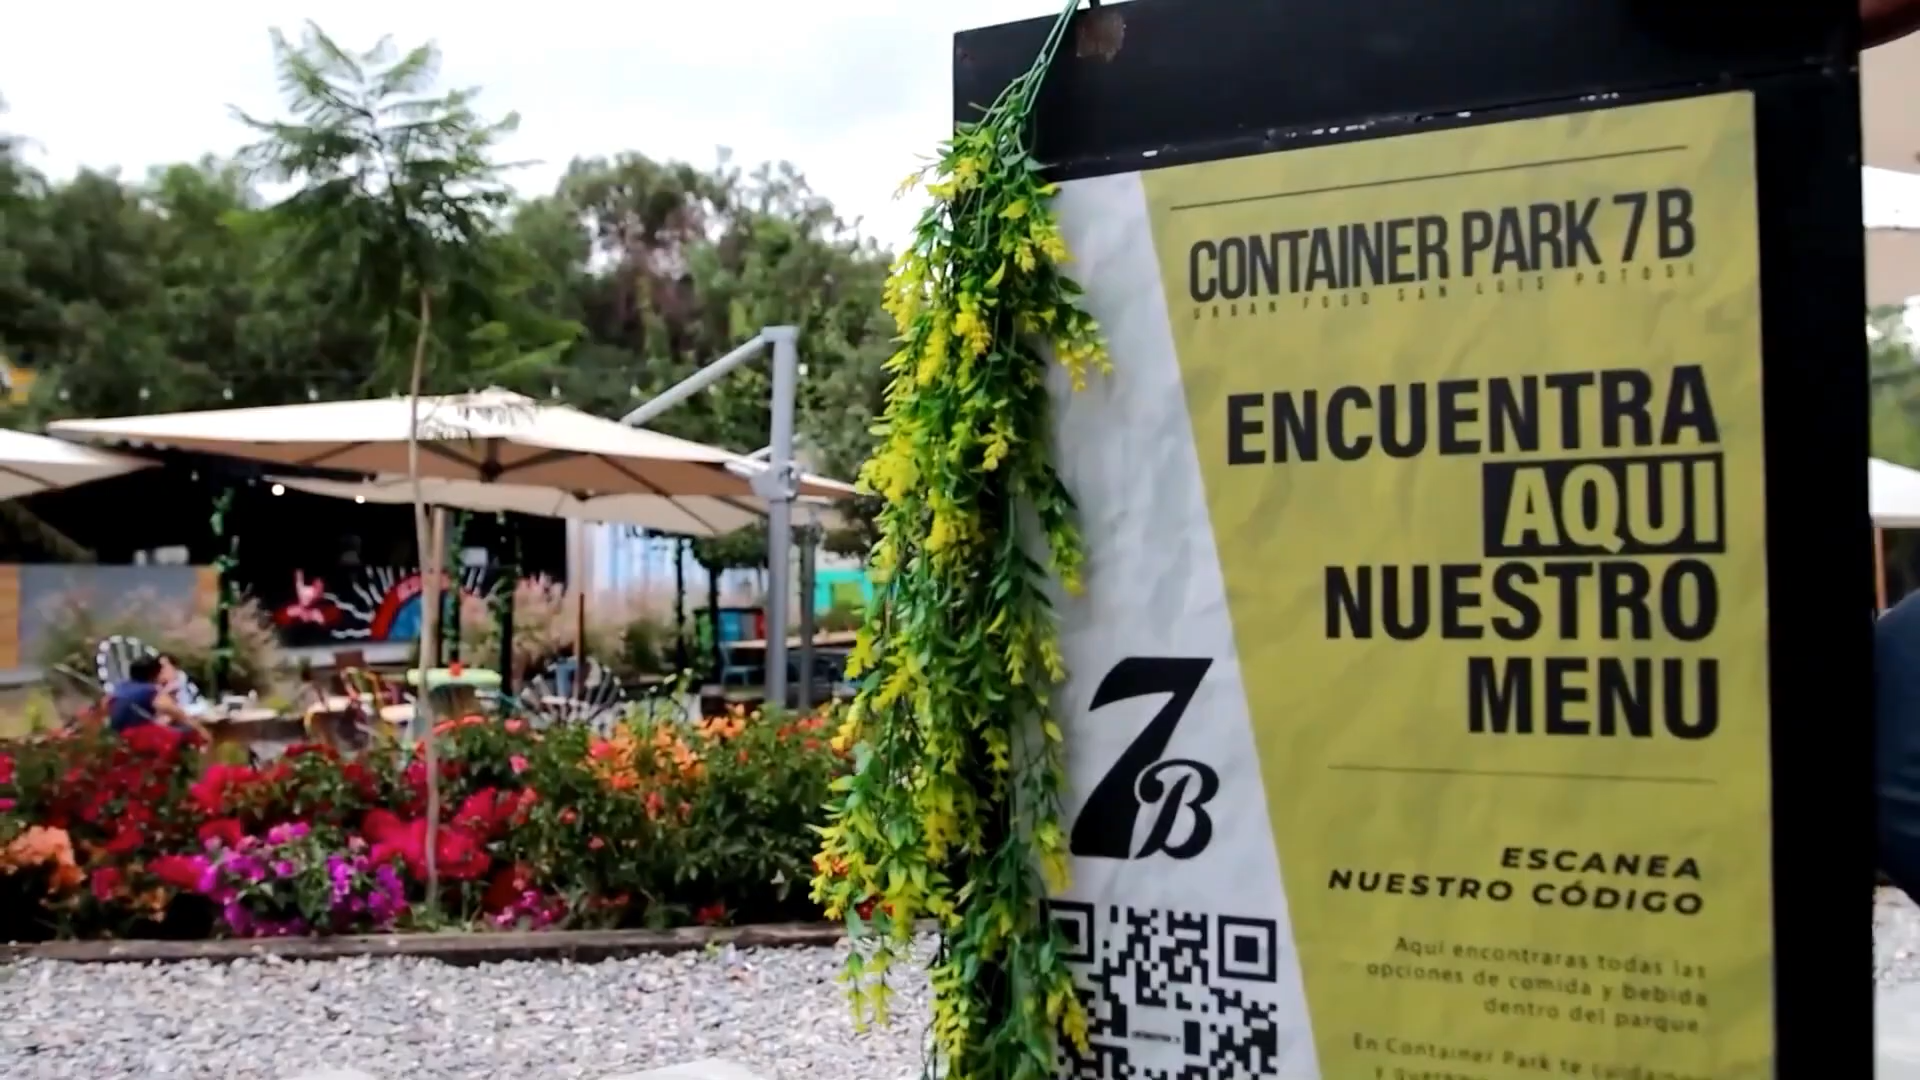 CONTAINER PARK 7B
URBAN FOOD SAN LUIS POTOSI
ENCUENTRA
AQUI
NUESTRO
MENU
7B
ESCANEA
NUESTRO CÓDIGO
Aqui encontraras todas las
opciones de comida y bebida
dentro del parque
En Container Park te cuidamos